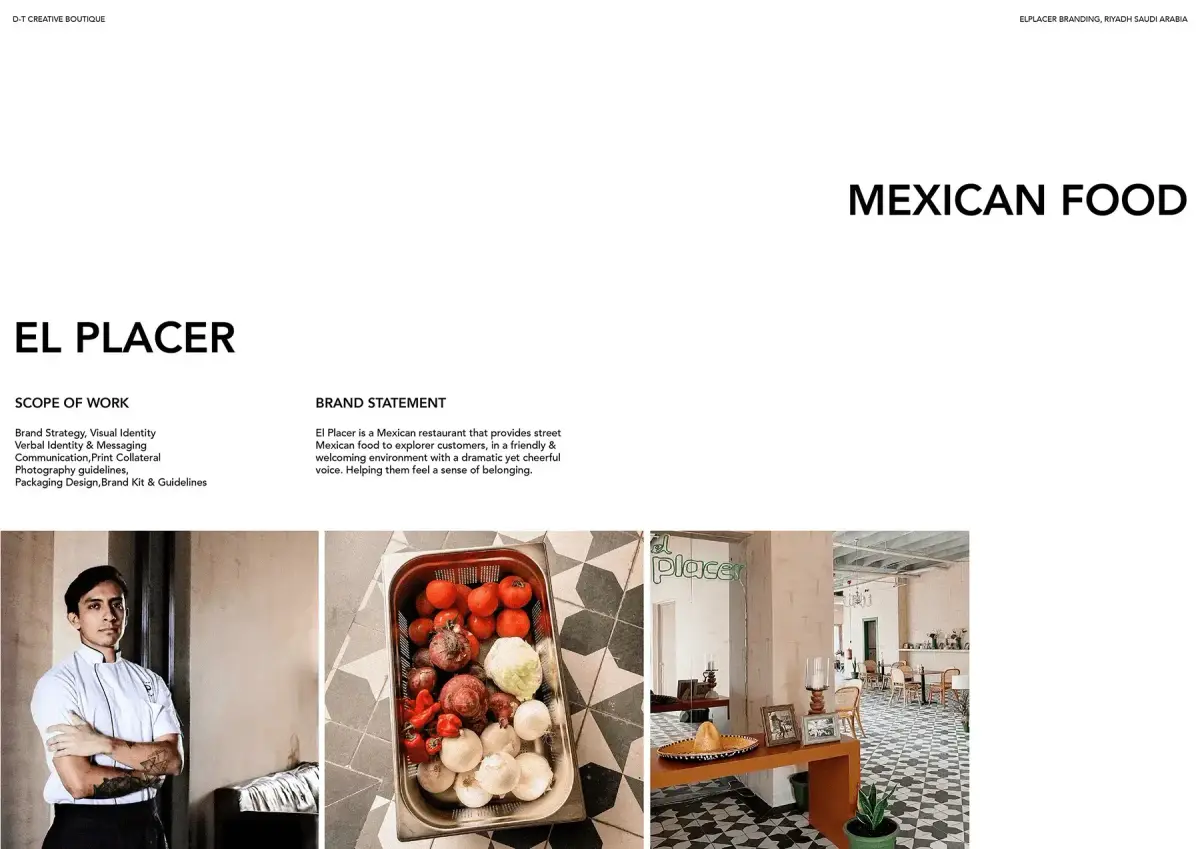 D-T CREATIVE BOUTIQUE
ELPLACER BRANDING, RIYADH SAUDI ARABIA
MEXICAN FOOD
EL PLACER
SCOPE OF WORK
Brand Strategy, Visual Identity
Verbal Identity & Messaging
Communication,Print Collateral
Photography guidelines,
Packaging Design,Brand Kit & Guidelines
BRAND STATEMENT
El Placer is a Mexican restaurant that provides street
Mexican food to explorer customers, in a friendly &
welcoming environment with a dramatic yet cheerful
voice. Helping them feel a sense of belonging.
el
placer